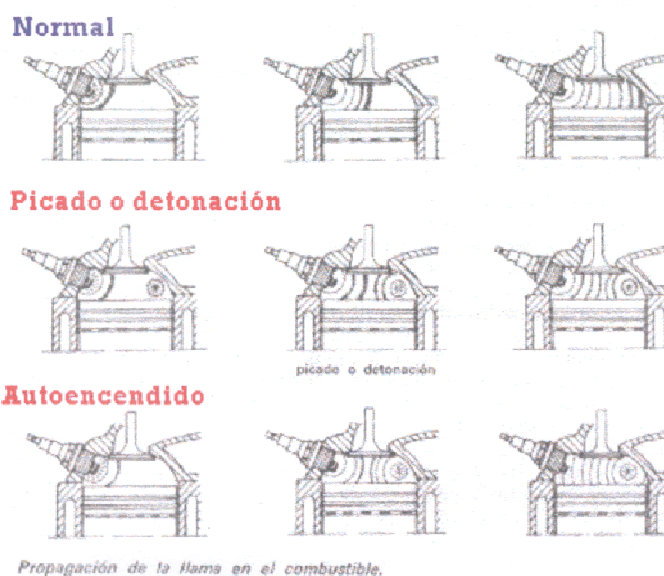 Normal
Picado o detonación
picado o detonación
Autoencendido
Propagación de la llama en el combustible.